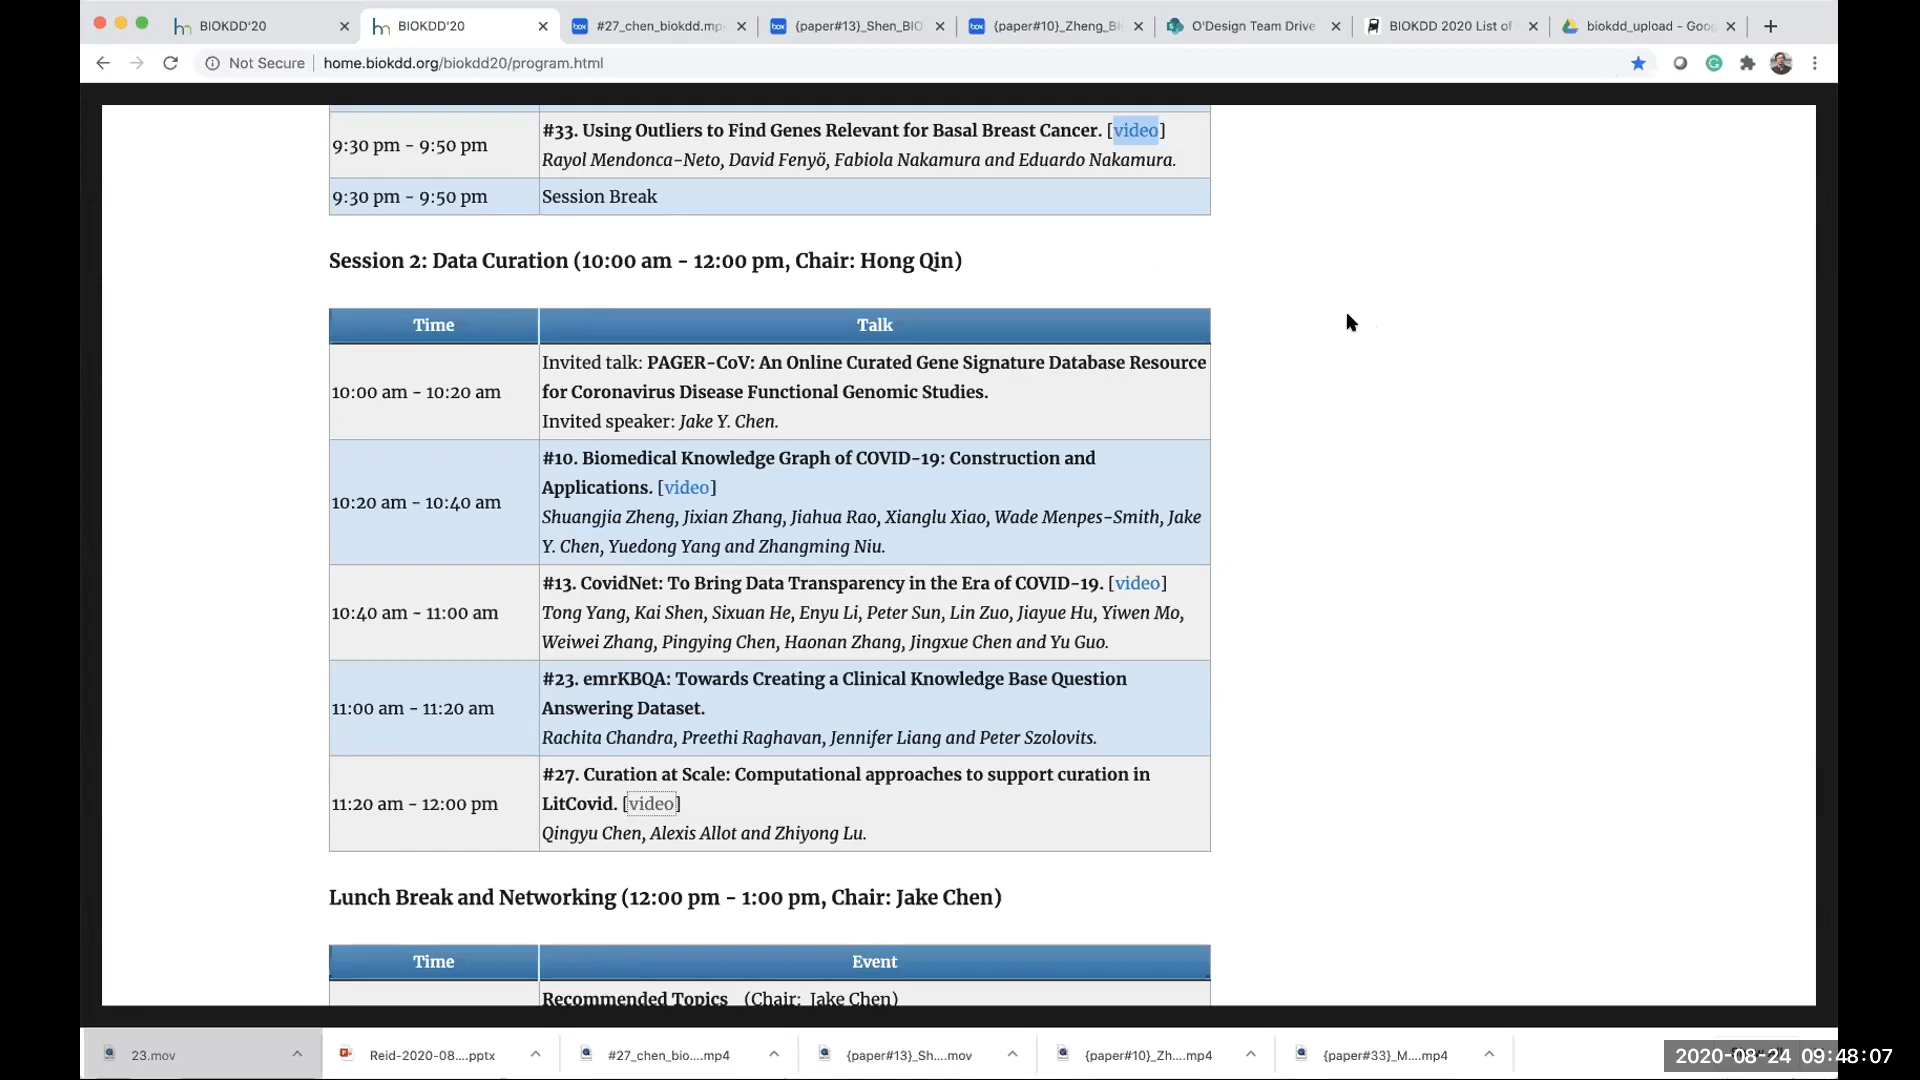 BIOKDD'20
BIOKDD'20
#27_chen_biokdd.mp
{paper#13}_Shen_BIO
{paper#10}_Zheng_BI
O'Design Team Drive
BIOKDD 2020 List of
biokdd_upload - Goo
Not Secure
home.biokdd.org/biokdd20/program.html
9:30 pm - 9:50 pm
#33. Using Outliers to Find Genes Relevant for Basal Breast Cancer. [video]
Rayol Mendonca-Neto, David Fenyö, Fabiola Nakamura and Eduardo Nakamura.
9:30 pm - 9:50 pm
Session Break
Session 2: Data Curation (10:00 am - 12:00 pm, Chair: Hong Qin)
Time
Talk
10:00 am - 10:20 am
Invited talk: PAGER-CoV: An Online Curated Gene Signature Database Resource
for Coronavirus Disease Functional Genomic Studies.
Invited speaker: Jake Y. Chen.
10:20 am - 10:40 am
#10. Biomedical Knowledge Graph of COVID-19: Construction and
Applications. [video]
Shuangjia Zheng, Jixian Zhang, Jiahua Rao, Xianglu Xiao, Wade Menpes-Smith, Jake
Y. Chen, Yuedong Yang and Zhangming Niu.
10:40 am - 11:00 am
#13. CovidNet: To Bring Data Transparency in the Era of COVID-19. [video]
Tong Yang, Kai Shen, Sixuan He, Enyu Li, Peter Sun, Lin Zuo, Jiayue Hu, Yiwen Mo,
Weiwei Zhang, Pingying Chen, Haonan Zhang, Jingxue Chen and Yu Guo.
11:00 am - 11:20 am
#23. emrKBQA: Towards Creating a Clinical Knowledge Base Question
Answering Dataset.
Rachita Chandra, Preethi Raghavan, Jennifer Liang and Peter Szolovits.
11:20 am - 12:00 pm
#27. Curation at Scale: Computational approaches to support curation in
LitCovid. [video]
Qingyu Chen, Alexis Allot and Zhiyong Lu.
Lunch Break and Networking (12:00 pm - 1:00 pm, Chair: Jake Chen)
Time
Event
Recommended Topics (Chair: Jake Chen)
23.mov
Reid-2020-08....pptx
#27_chen_bio....mp4
{paper#13}_Sh....mov
{paper#10}_Zh....mp4
{paper#33}_M....mp4
2020-08-24 09:48:07